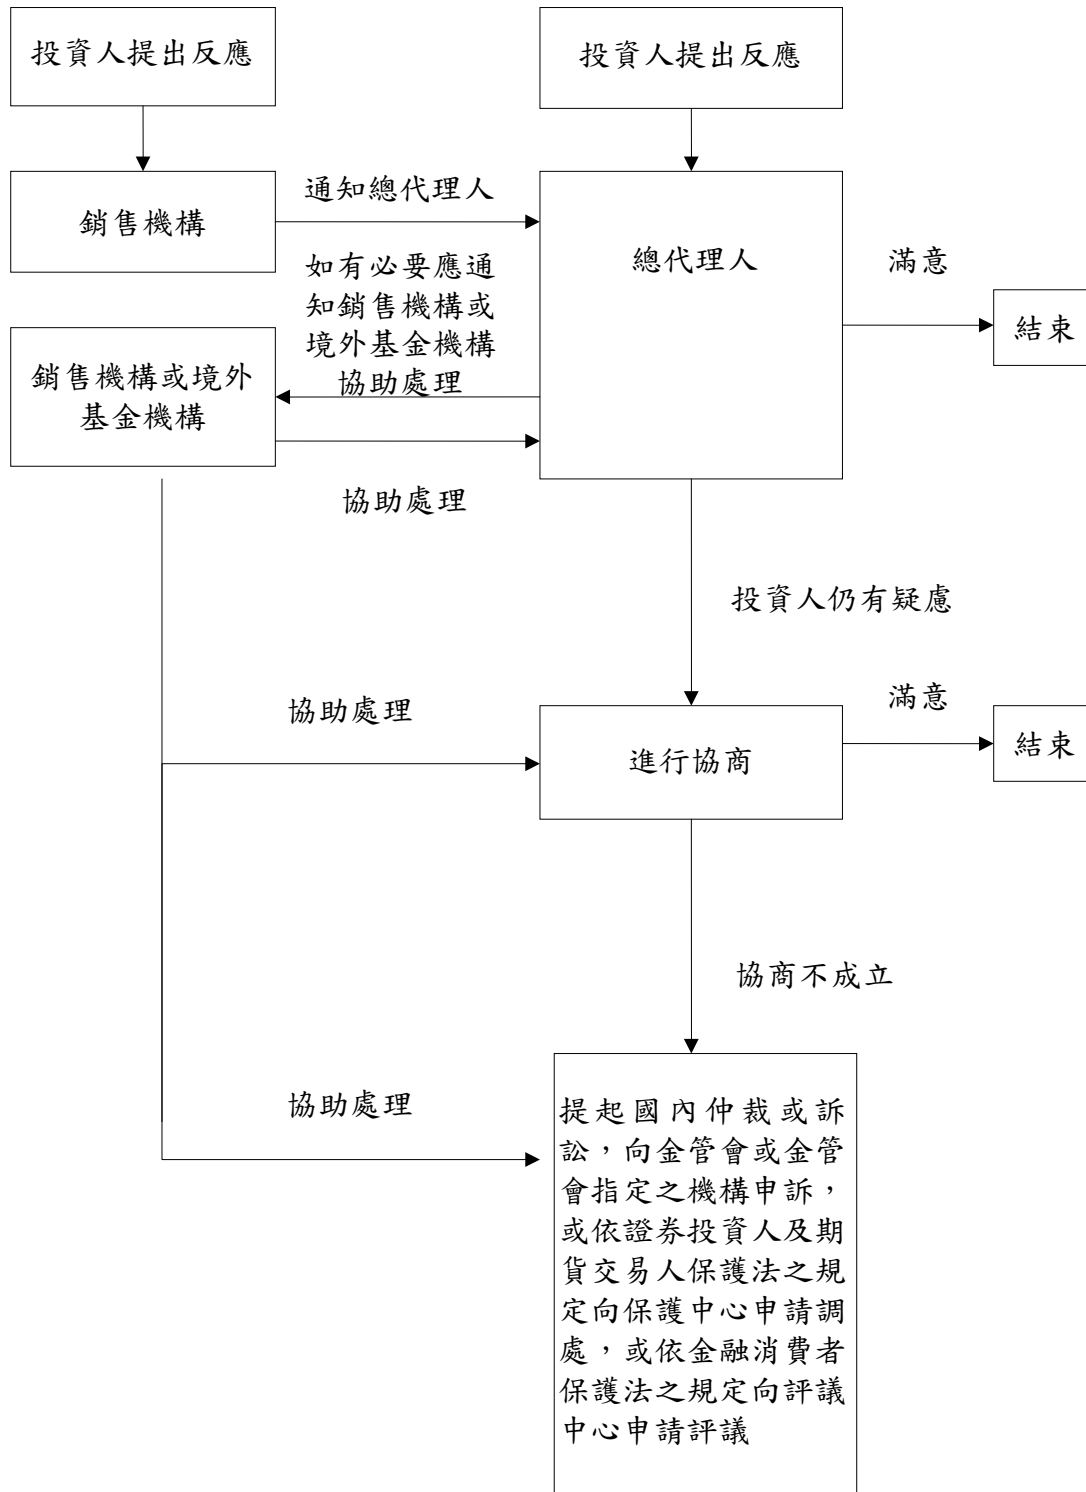 投資人提出反應
投資人提出反應
銷售機構
通知總代理人
總代理人
滿意
結束
如有必要應通
知銷售機構或
境外基金機構
協助處理
銷售機構或境外
基金機構
協助處理
投資人仍有疑慮
協助處理
進行協商
滿意
結束
協商不成立
協助處理
提起國內仲裁或訴
訟，向金管會或金管
會指定之機構申訴，
或依證券投資人及期
貨交易人保護法之規
定向保護中心申請調
處，或依金融消費者
保護法之規定向評議
中心申請評議